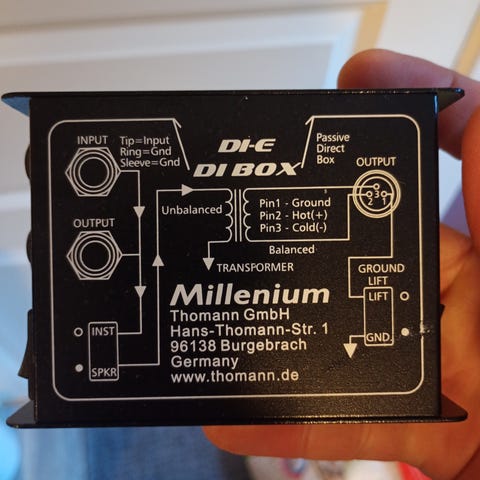 INPUT
Tip=Input
Ring=Gnd
Sleeve=Gnd
DI-E
DI BOX
Passive
Direct
Box
OUTPUT
OUTPUT
Unbalanced
Pin1 - Ground
Pin2 - Hot(+)
Pin3 - Cold(-)
3
2
3
1
Balanced
TRANSFORMER
GROUND
LIFT
LIFT
GND.
INST
SPKR
Millenium
Thomann GmbH
Hans-Thomann-Str. 1
96138 Burgebrach
Germany
www.thomann.de